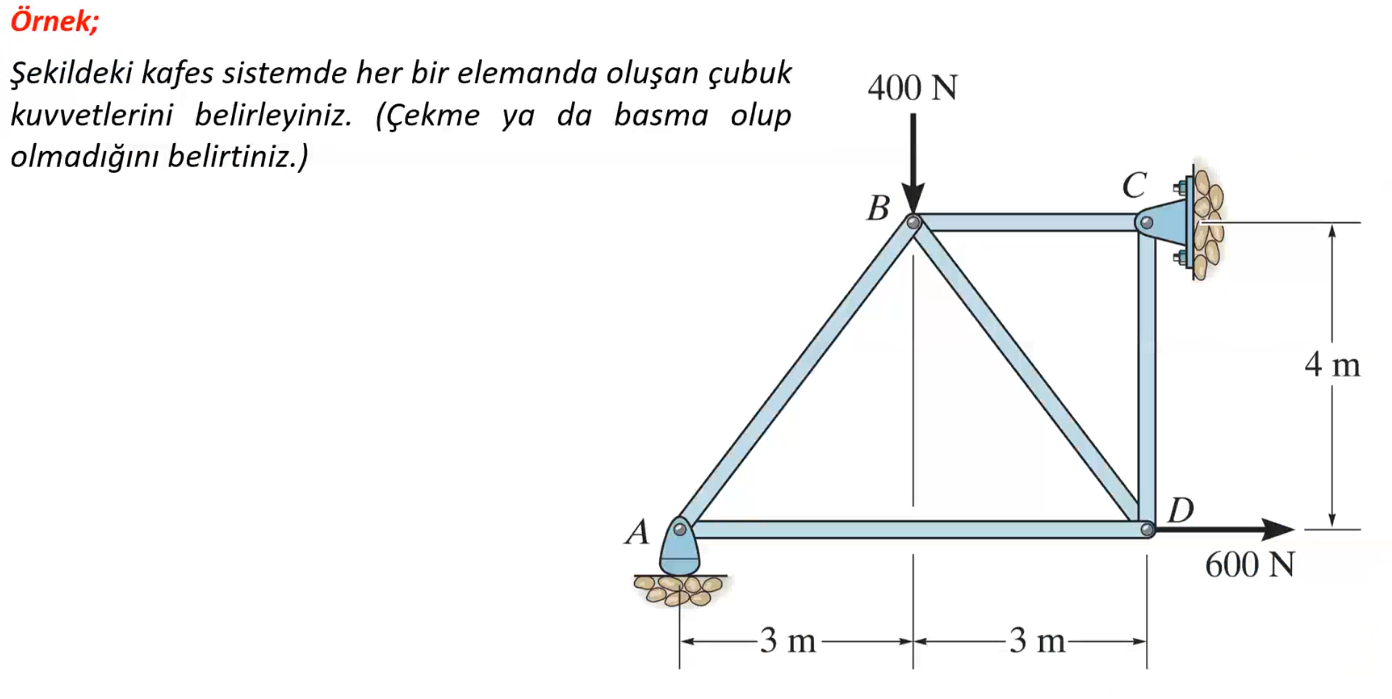 Örnek;
Şekildeki kafes sistemde her bir elemanda oluşan çubuk
kuvvetlerini belirleyiniz. (Çekme ya da basma olup
olmadığını belirtiniz.)
400 N
B
C
4 m
A
D
600 N
3 m
3 m